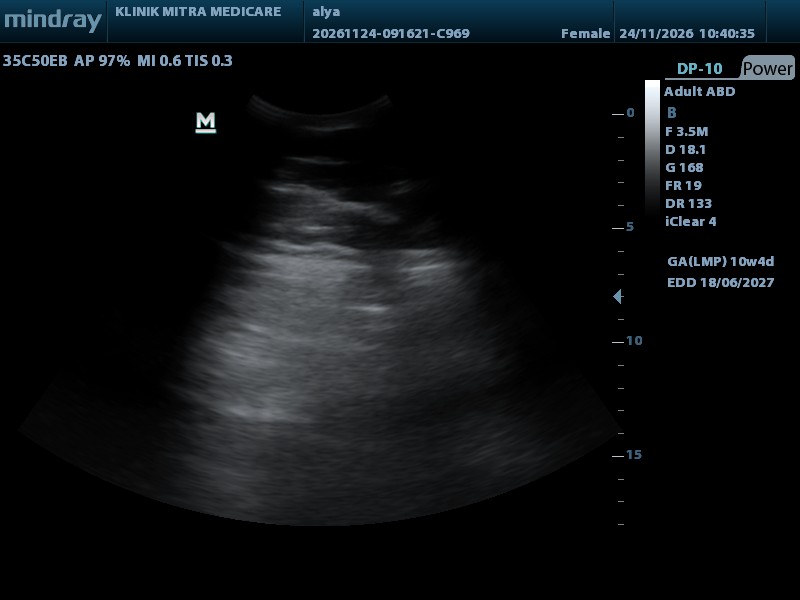 mindray
KLINIK MITRA MEDICARE
alya
20261124-091621-C969
Female
24/11/2026 10:40:35
35C50EB AP 97% MI 0.6 TIS 0.3
DP-10
Power
M
Adult ABD
B
F 3.5M
D 18.1
G 168
FR 19
DR 133
iClear 4
GA(LMP) 10w4d
EDD 18/06/2027
0
5
10
15